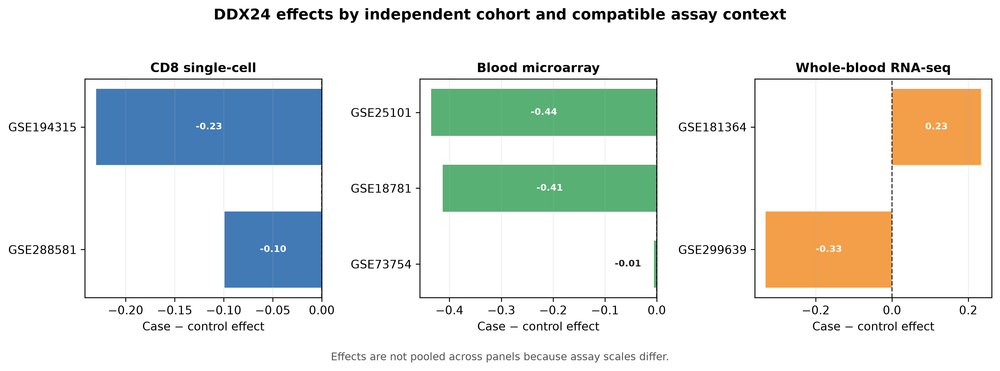 DDX24 effects by independent cohort and compatible assay context
CD8 single-cell
GSE194315
-0.23
GSE288581
-0.10
−0.20 −0.15 −0.10 −0.05 0.00
Case − control effect
Blood microarray
GSE25101
-0.44
GSE18781
-0.41
GSE73754
-0.01
−0.4 −0.3 −0.2 −0.1 0.0
Case − control effect
Whole-blood RNA-seq
GSE181364
0.23
GSE299639
-0.33
−0.2 0.0 0.2
Case − control effect
Effects are not pooled across panels because assay scales differ.